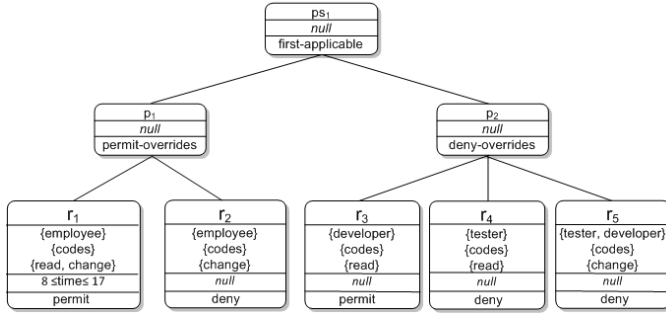 ps1
null
first-applicable
p1
null
permit-overrides
p2
null
deny-overrides
r1
{employee}
{codes}
{read, change}
8 ≤time≤ 17
permit
r2
{employee}
{codes}
{change}
null
deny
r3
{developer}
{codes}
{read}
null
permit
r4
{tester}
{codes}
{read}
null
deny
r5
{tester, developer}
{codes}
{change}
null
deny